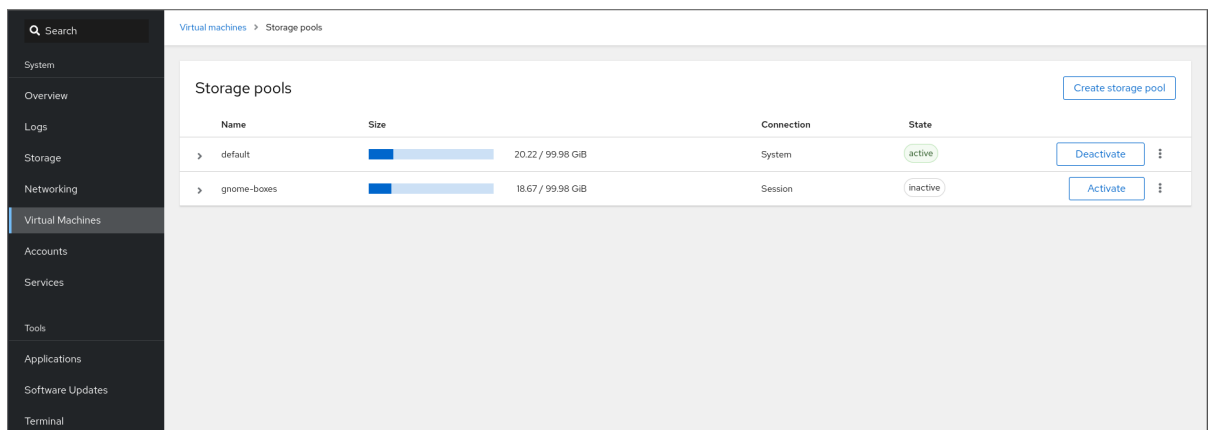 Search
System
Overview
Logs
Storage
Networking
Virtual Machines
Accounts
Services
Tools
Applications
Software Updates
Terminal
Virtual machines > Storage pools
Storage pools
Create storage pool
Name Size Connection State
default 20.22 / 99.98 GiB System active Deactivate
gnome-boxes 18.67 / 99.98 GiB Session inactive Activate